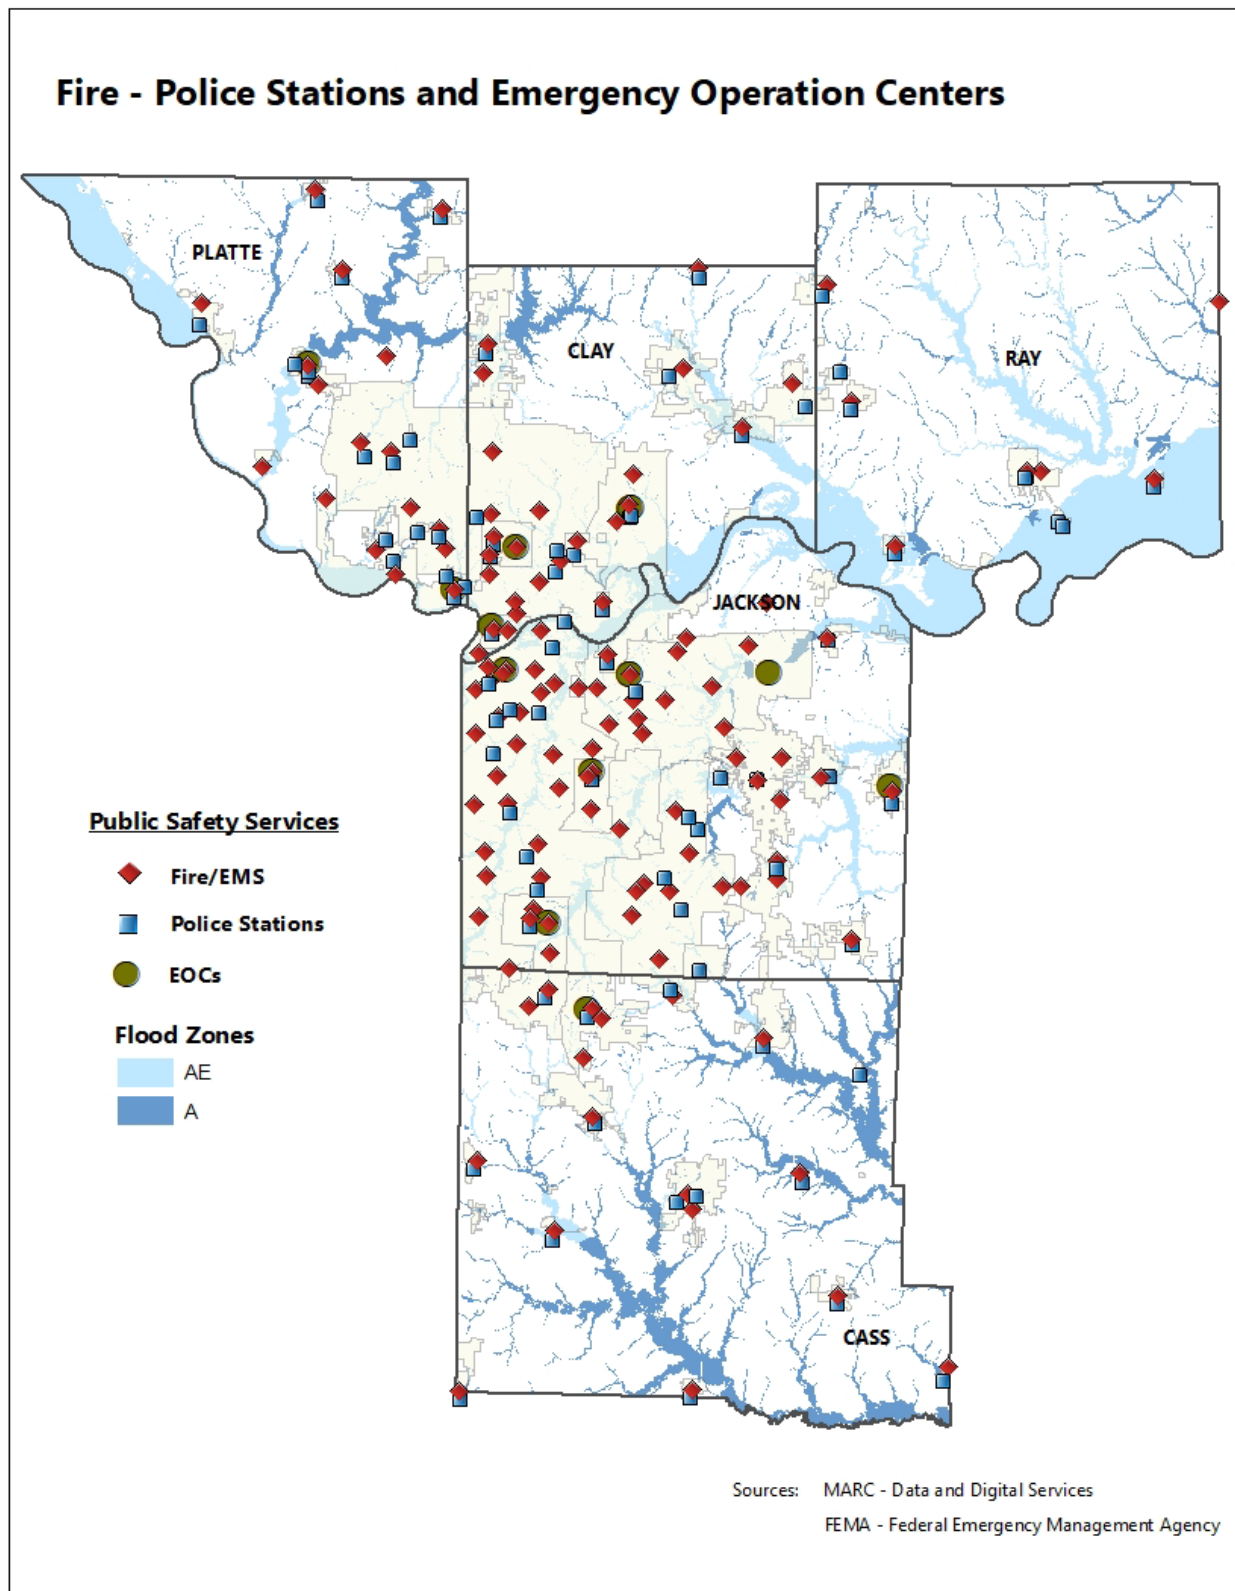 Fire - Police Stations and Emergency Operation Centers
PLATTE
CLAY
RAY
JACKSON
Public Safety Services
Fire/EMS
Police Stations
EOCs
Flood Zones
AE
A
CASS
Sources: MARC - Data and Digital Services
FEMA - Federal Emergency Management Agency